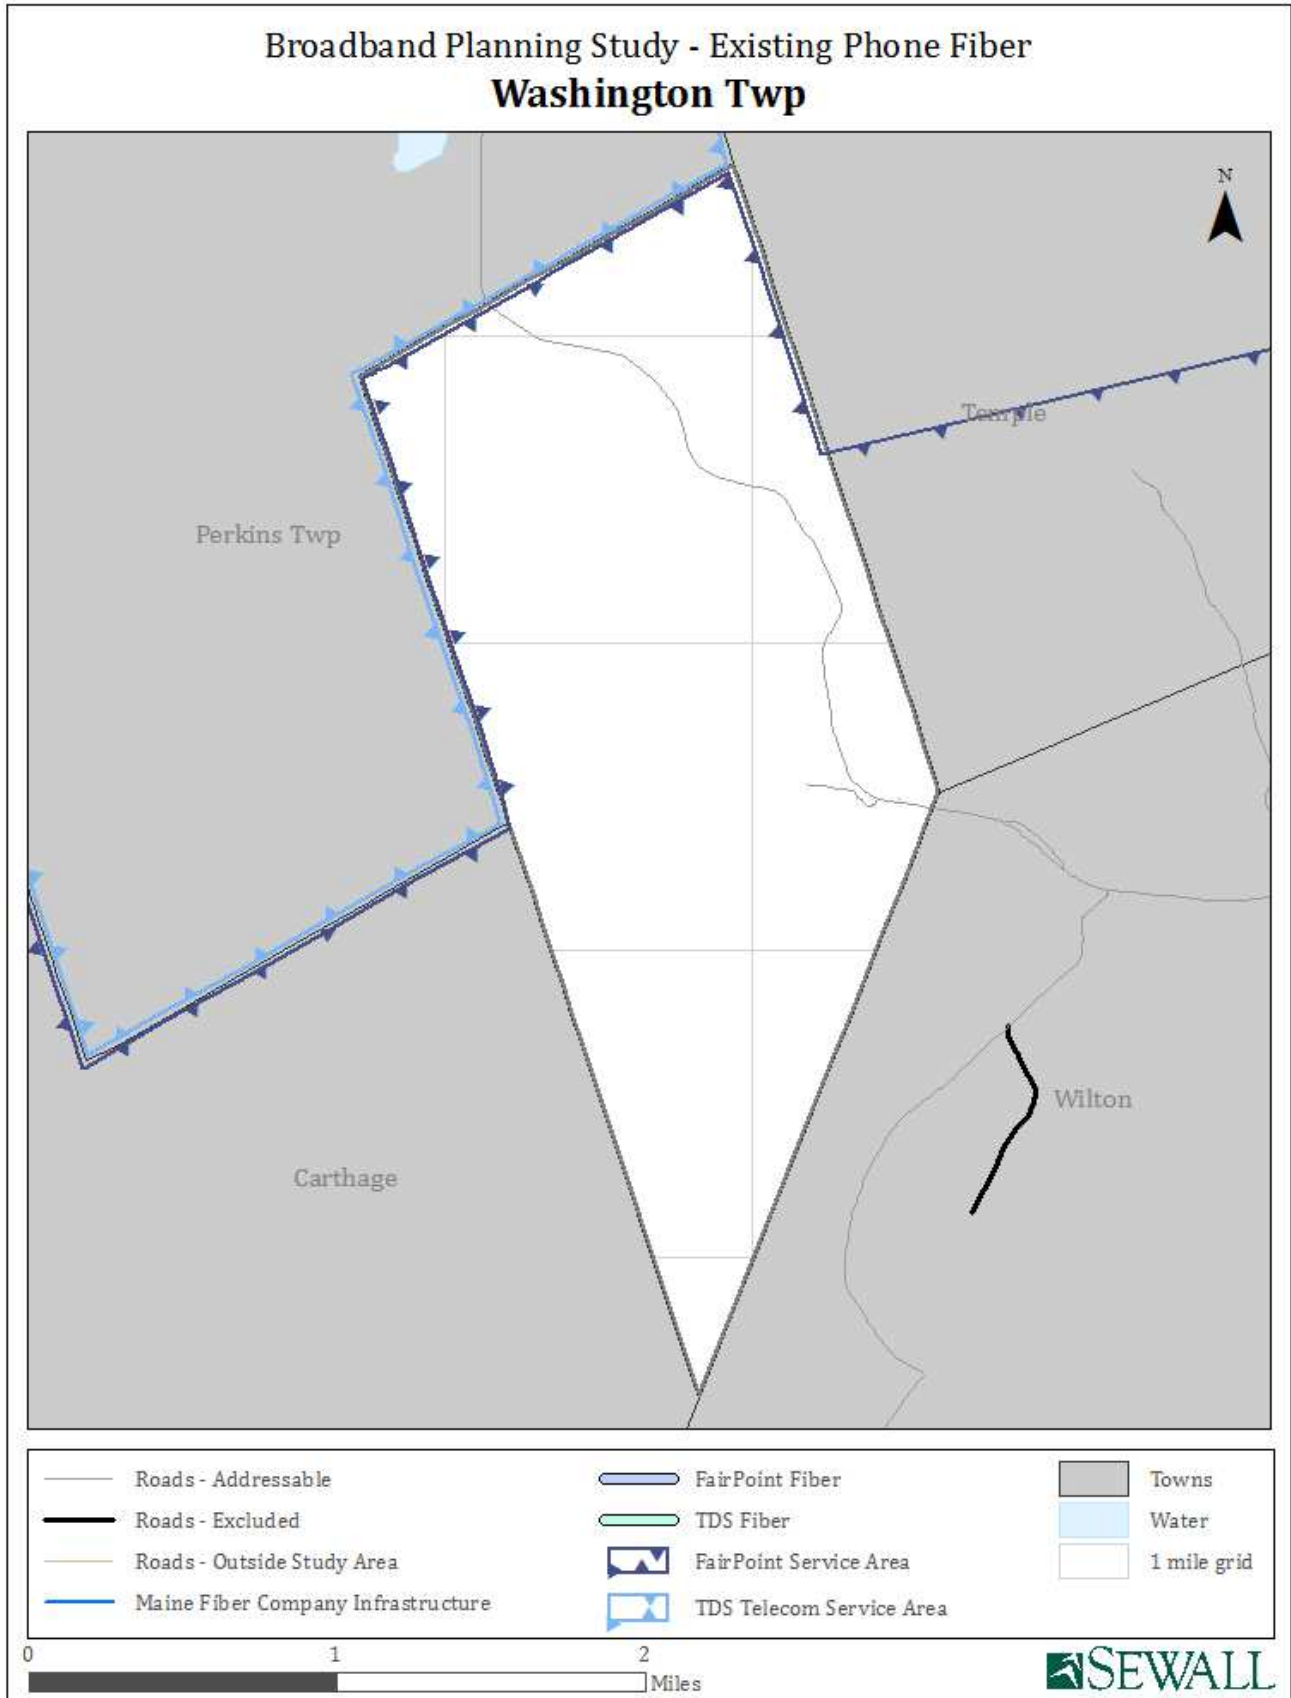 Broadband Planning Study - Existing Phone Fiber
Washington Twp
N
Temple
Perkins Twp
Wilton
Carthage
Roads - Addressable
Roads - Excluded
Roads - Outside Study Area
Maine Fiber Company Infrastructure
FairPoint Fiber
TDS Fiber
FairPoint Service Area
TDS Telecom Service Area
Towns
Water
1 mile grid
0 1 2
Miles
SEWALL